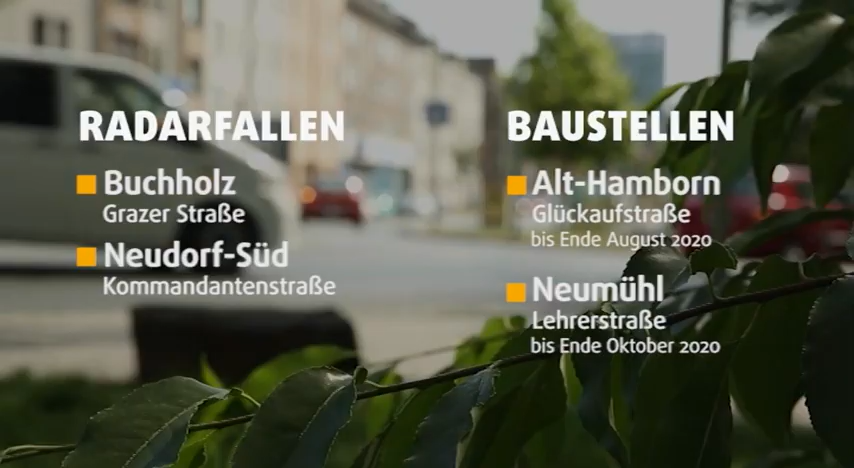 RADARFALLEN
Buchholz
Grazer Straße
Neudorf-Süd
Kommandantenstraße
BAUSTELLEN
Alt-Hamborn
Glückaufstraße
bis Ende August 2020
Neumühl
Lehrerstraße
bis Ende Oktober 2020